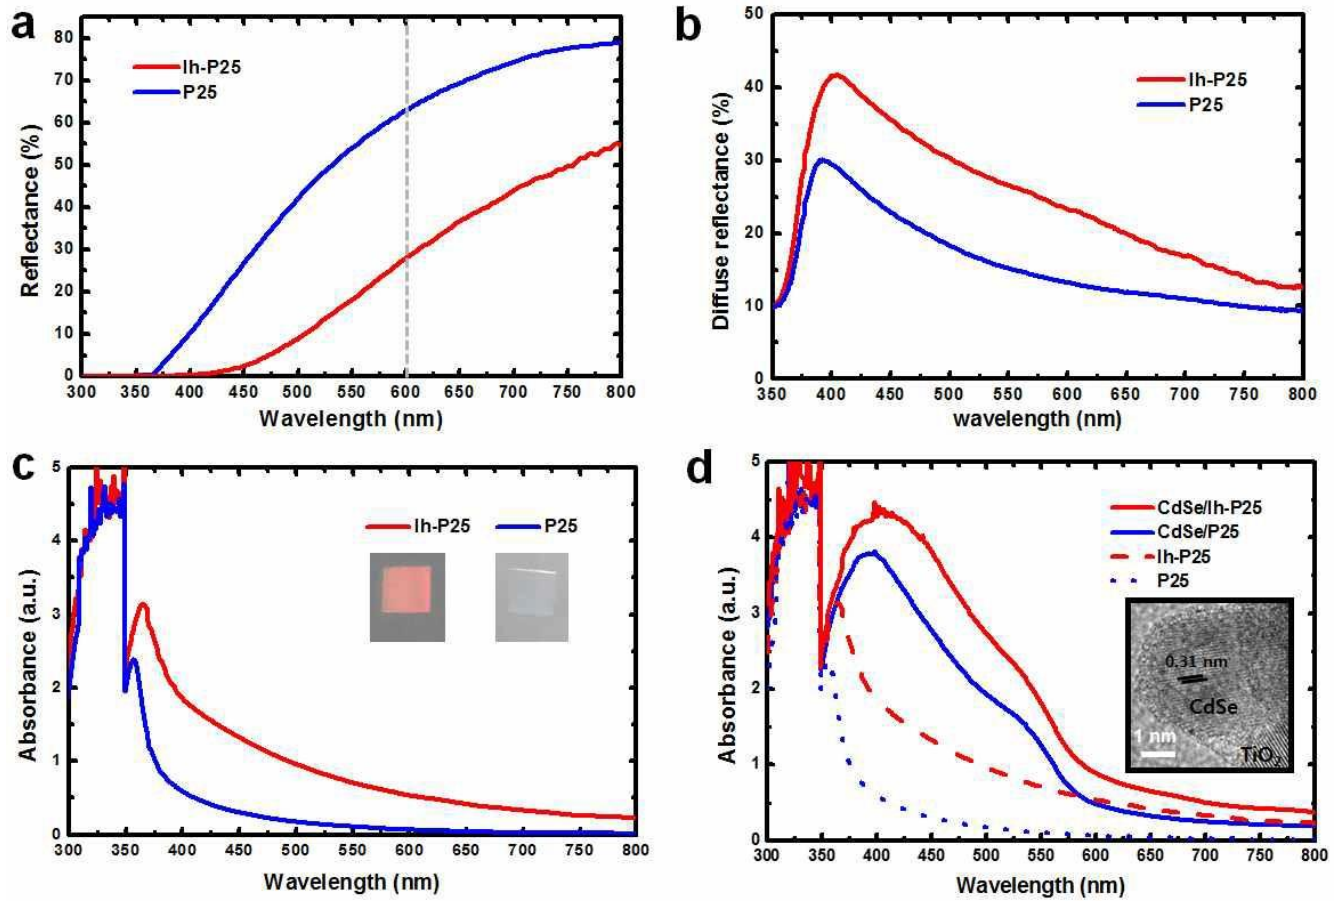 a
Ih-P25
P25
Reflectance (%)
80
70
60
50
40
30
20
10
0
300 350 400 450 500 550 600 650 700 750 800
Wavelength (nm)
b
Ih-P25
P25
Diffuse reflectance (%)
50
40
30
20
10
0
350 400 450 500 550 600 650 700 750 800
wavelength (nm)
c
Ih-P25 P25
Absorbance (a.u.)
5
4
3
2
1
0
300 350 400 450 500 550 600 650 700 750 800
Wavelength (nm)
d
CdSe/Ih-P25
CdSe/P25
Ih-P25
P25
0.31 nm
CdSe
1 nm
TiO2
Absorbance (a.u.)
5
4
3
2
1
0
300 350 400 450 500 550 600 650 700 750 800
Wavelength (nm)